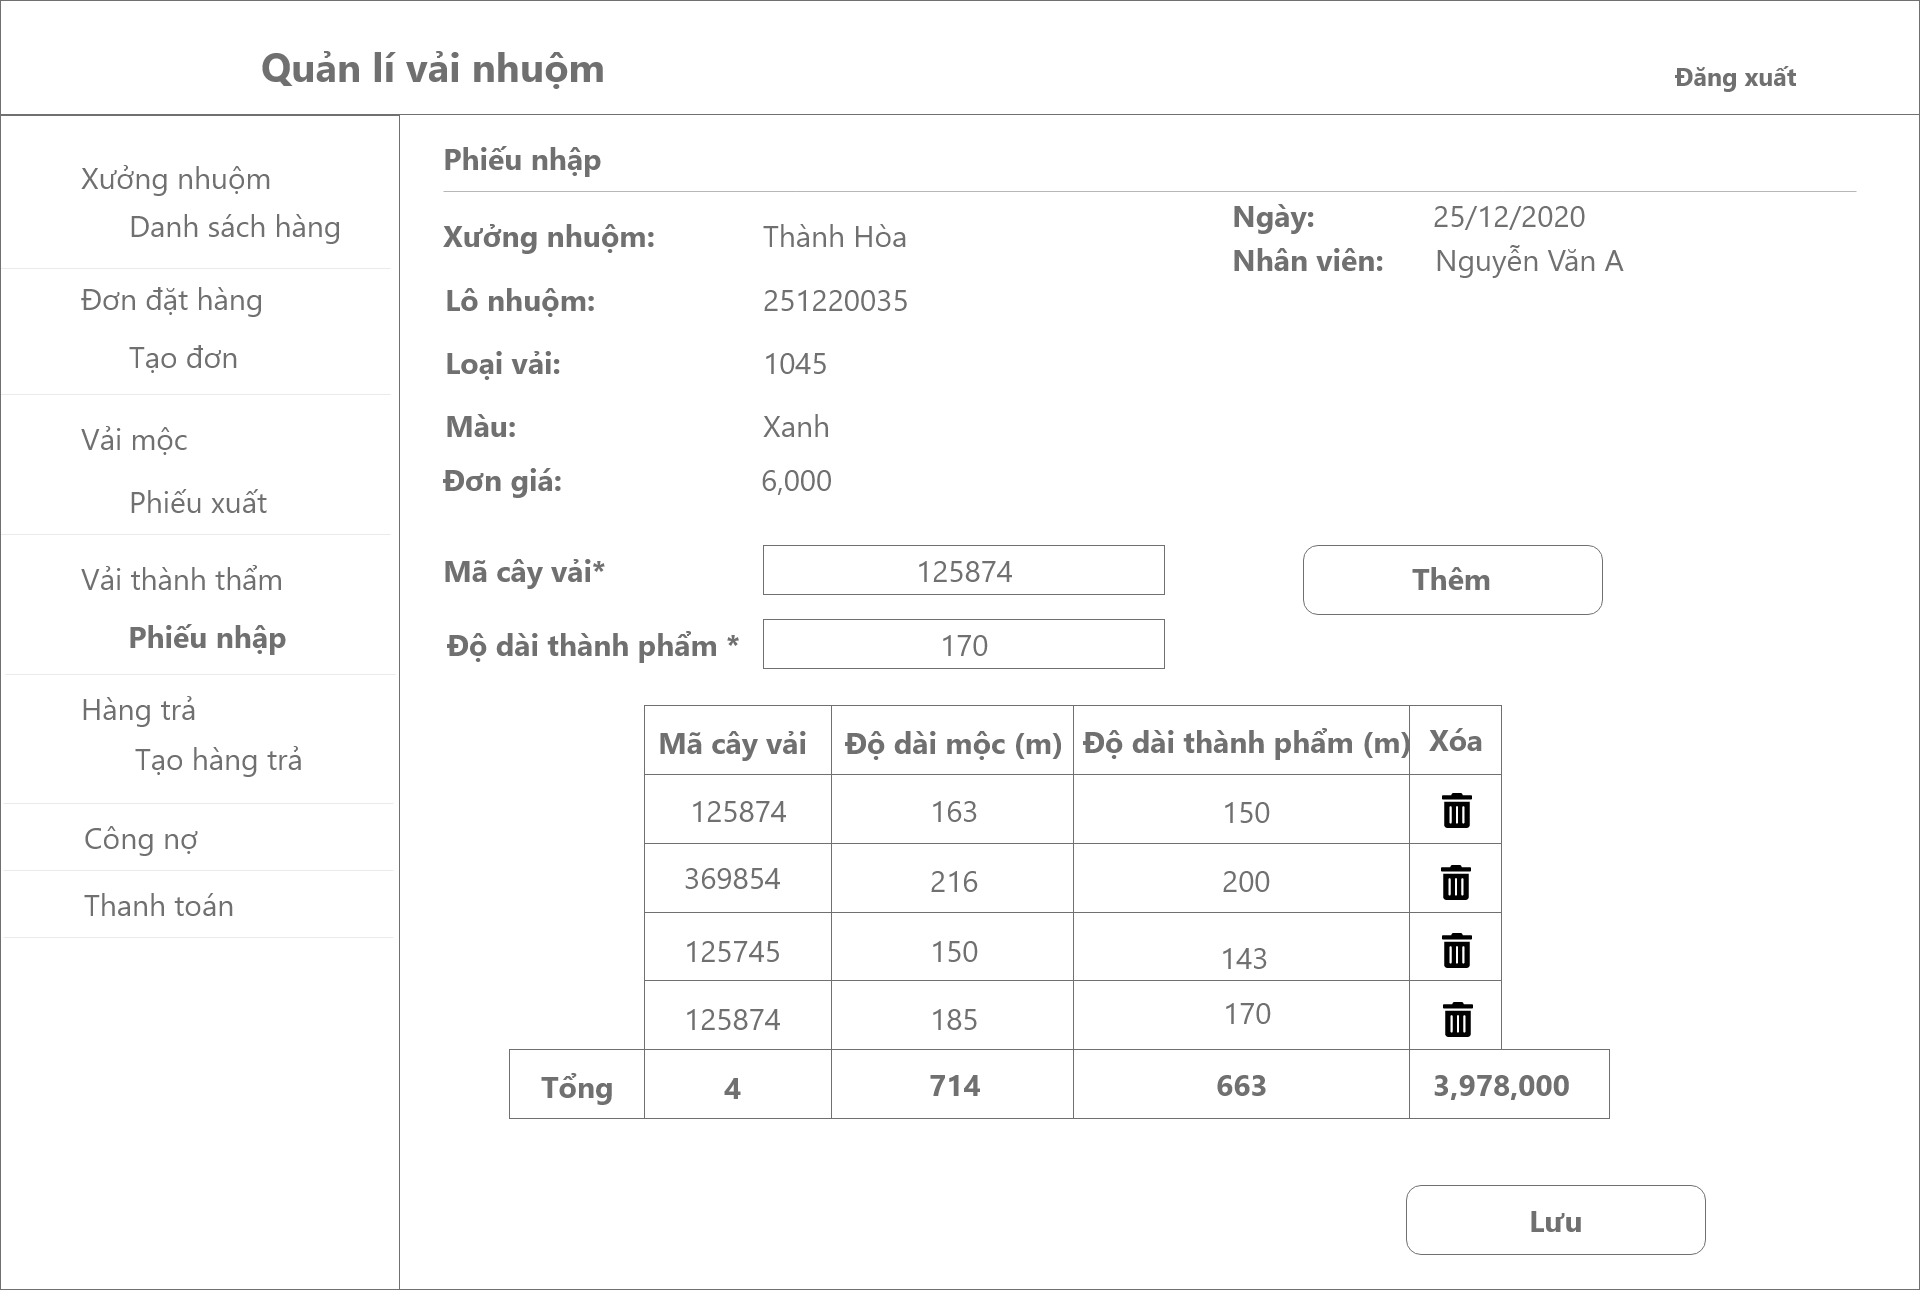 Quản lí vải nhuộm
Đăng xuất
Xưởng nhuộm
Danh sách hàng
Đơn đặt hàng
Tạo đơn
Vải mộc
Phiếu xuất
Vải thành thẩm
Phiếu nhập
Hàng trả
Tạo hàng trả
Công nợ
Thanh toán
Phiếu nhập
Xưởng nhuộm: Thành Hòa
Ngày: 25/12/2020
Nhân viên: Nguyễn Văn A
Lô nhuộm: 251220035
Loại vải: 1045
Màu: Xanh
Đơn giá: 6,000
Mã cây vải* 125874
Thêm
Độ dài thành phẩm * 170
Mã cây vải Độ dài mộc (m) Độ dài thành phẩm (m) Xóa
125874 163 150
369854 216 200
125745 150 143
125874 185 170
Tổng 4 714 663 3,978,000
Lưu